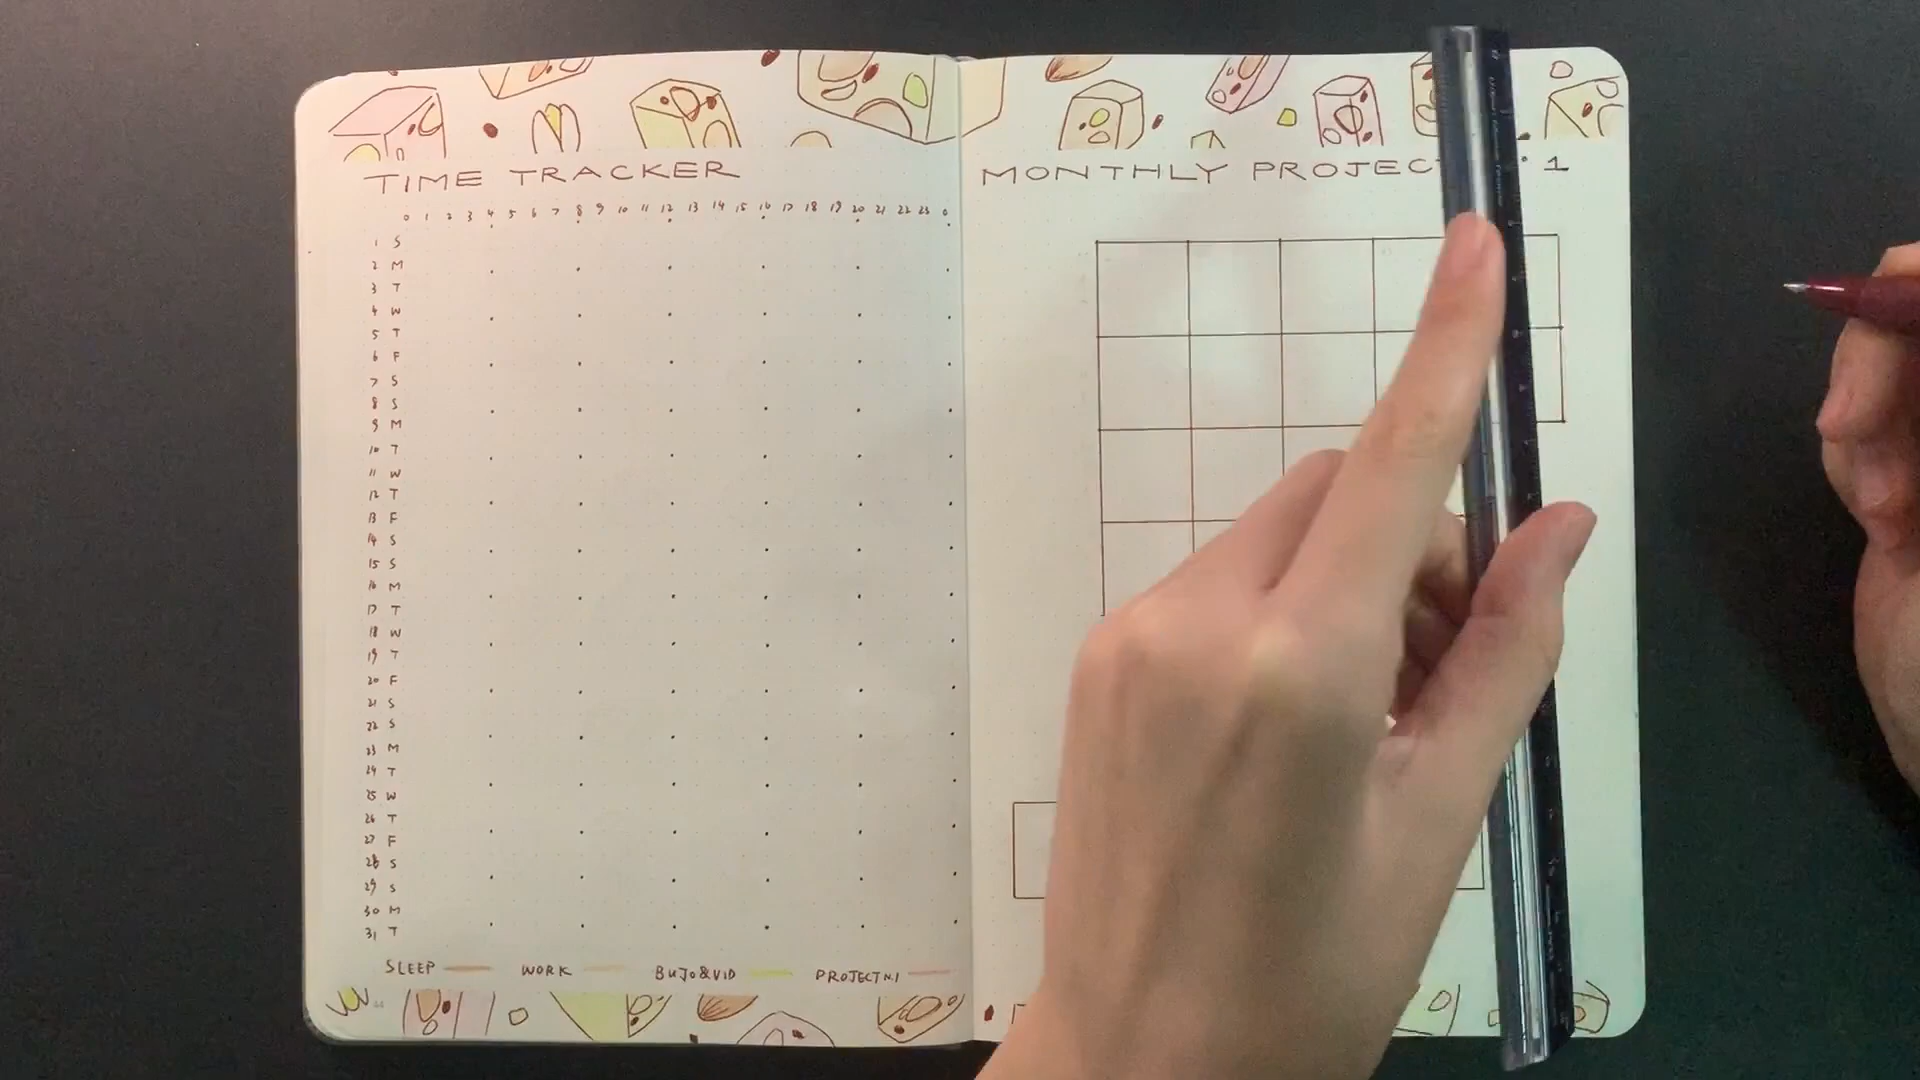 TIME TRACKER
0 1 2 3 4 5 6 7 8 9 10 11 12 13 14 15 16 17 18 19 20 21 22 23 0
1 S
2 M
3 T
4 W
5 T
6 F
7 S
8 S
9 M
10 T
11 W
12 T
13 F
14 S
15 S
16 M
17 T
18 W
19 T
20 F
21 S
22 S
23 M
24 T
25 W
26 T
27 F
28 S
29 S
30 M
31 T
SLEEP WORK BUJO&VID PROJECT N.1
MONTHLY PROJEC 1